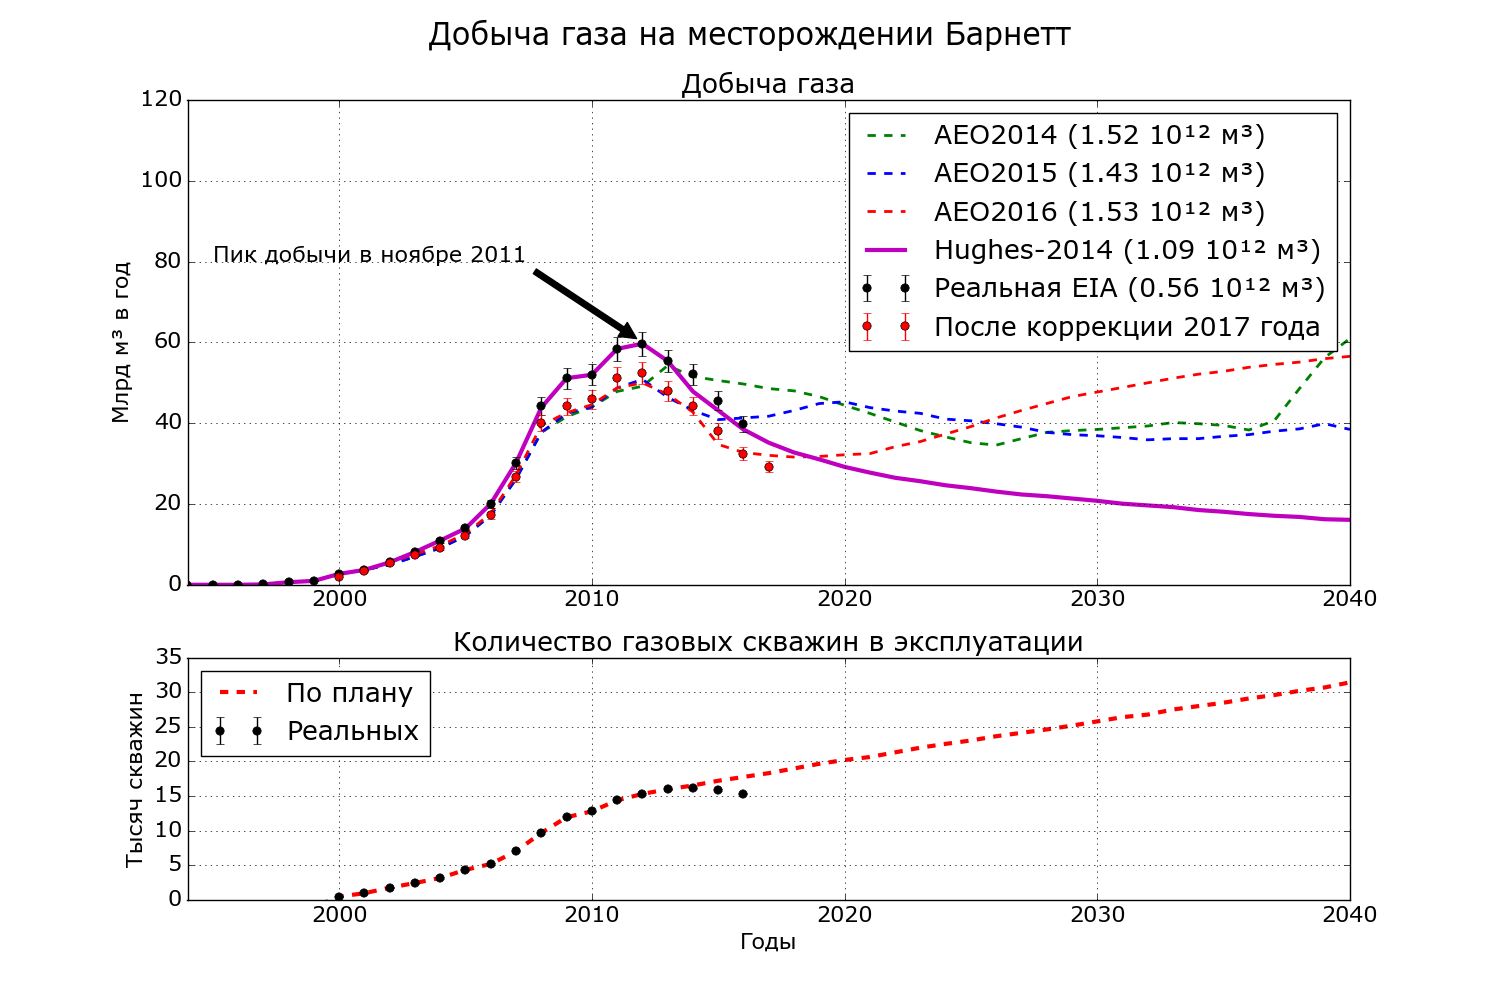 Добыча газа на месторождении Барнетт
Добыча газа
Млрд м³ в год
120
100
80
60
40
20
0
Пик добычи в ноябре 2011
AEO2014 (1.52 10¹² м³)
AEO2015 (1.43 10¹² м³)
AEO2016 (1.53 10¹² м³)
Hughes-2014 (1.09 10¹² м³)
Реальная EIA (0.56 10¹² м³)
После коррекции 2017 года
2000 2010 2020 2030 2040
Количество газовых скважин в эксплуатации
Тысяч скважин
35
30
25
20
15
10
5
0
По плану
Реальных
2000 2010 2020 2030 2040
Годы